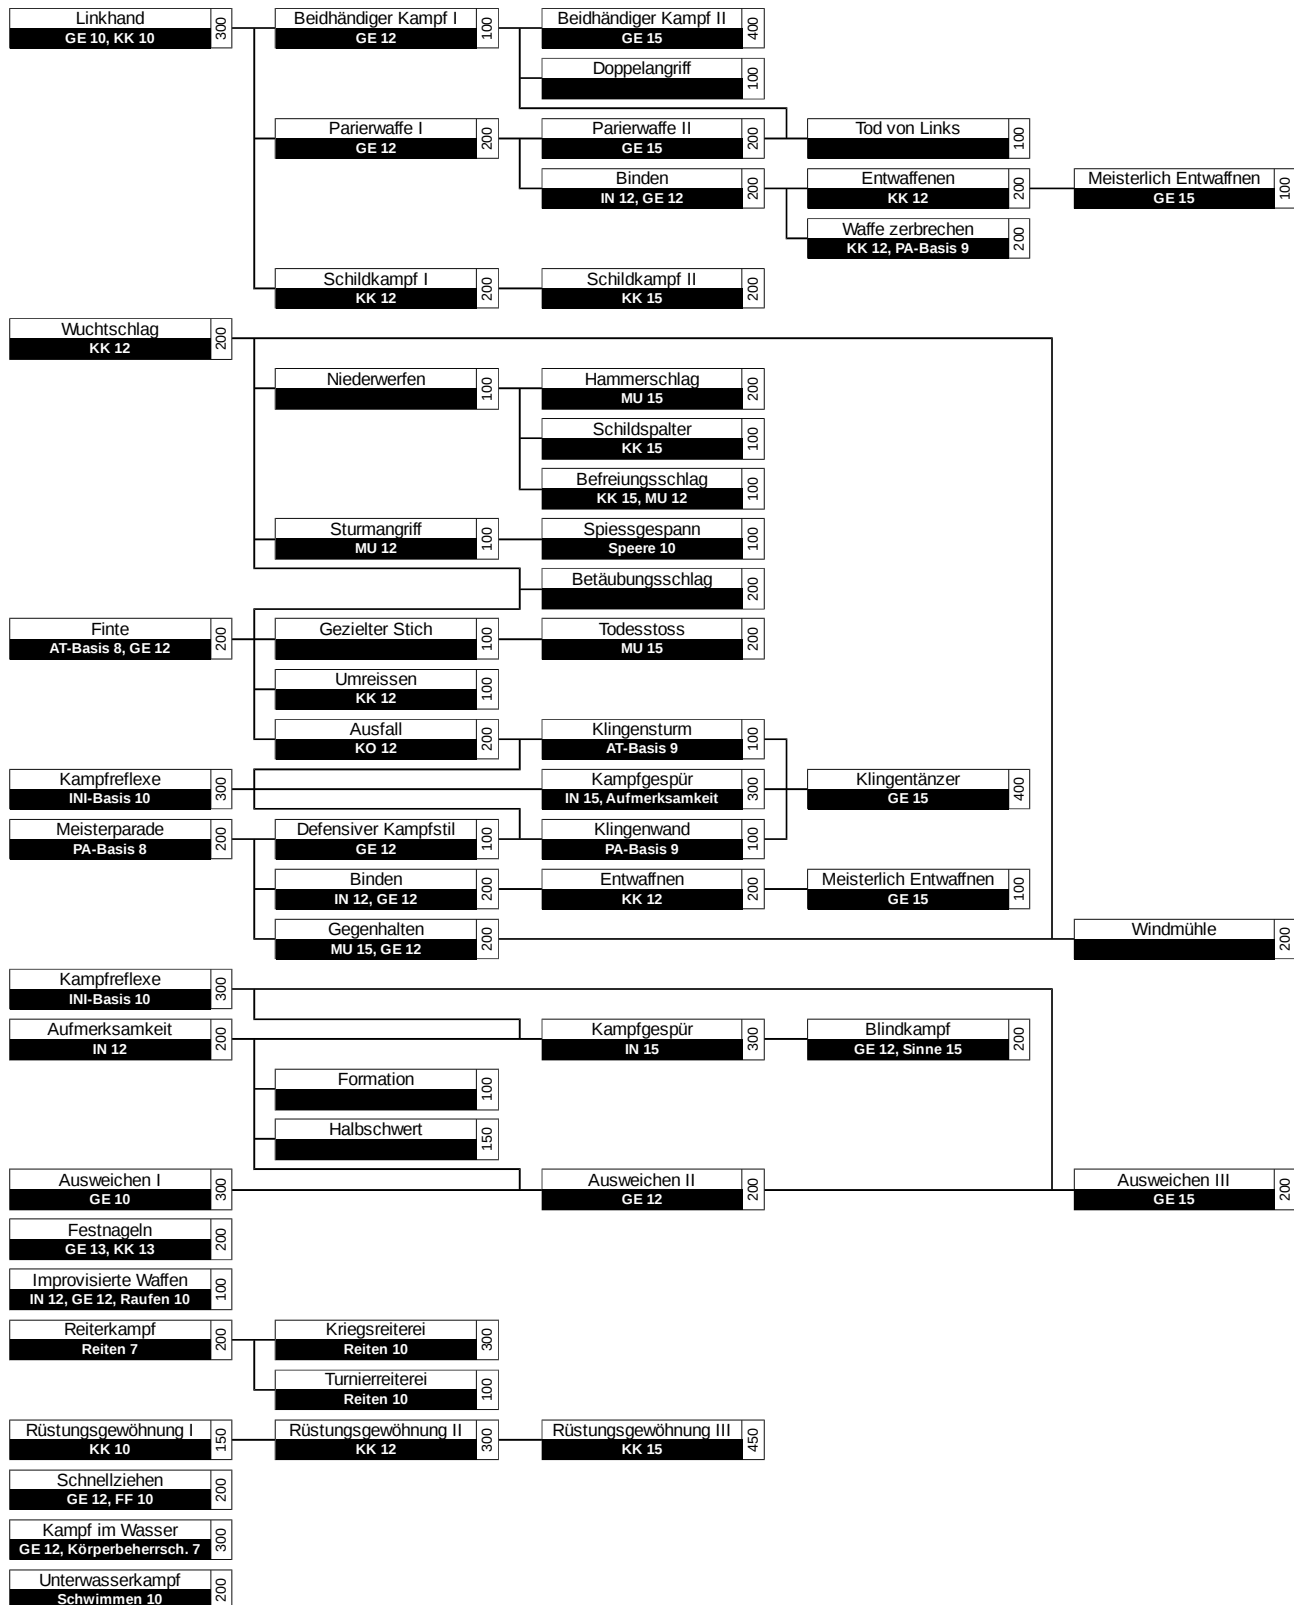 Linkhand
GE 10, KK 10
300
Beidhändiger Kampf I
GE 12
100
Beidhändiger Kampf II
GE 15
400
Doppelangriff
100
Parierwaffe I
GE 12
200
Parierwaffe II
GE 15
200
Tod von Links
100
Binden
IN 12, GE 12
200
Entwaffenen
KK 12
200
Meisterlich Entwaffnen
GE 15
100
Waffe zerbrechen
KK 12, PA-Basis 9
200
Schildkampf I
KK 12
200
Schildkampf II
KK 15
200
Wuchtschlag
KK 12
200
Niederwerfen
100
Hammerschlag
MU 15
200
Schildspalter
KK 15
100
Befreiungsschlag
KK 15, MU 12
100
Sturmangriff
MU 12
100
Spiessgespann
Speere 10
100
Betäubungsschlag
200
Finte
AT-Basis 8, GE 12
200
Gezielter Stich
100
Todesstoss
MU 15
200
Umreissen
KK 12
100
Ausfall
KO 12
200
Klingensturm
AT-Basis 9
100
Kampfreflexe
INI-Basis 10
300
Kampfgespür
IN 15, Aufmerksamkeit
300
Klingentänzer
GE 15
400
Meisterparade
PA-Basis 8
200
Defensiver Kampfstil
GE 12
100
Klingenwand
PA-Basis 9
100
Binden
IN 12, GE 12
200
Entwaffnen
KK 12
200
Meisterlich Entwaffnen
GE 15
100
Gegenhalten
MU 15, GE 12
200
Windmühle
200
Kampfreflexe
INI-Basis 10
300
Aufmerksamkeit
IN 12
200
Kampfgespür
IN 15
300
Blindkampf
GE 12, Sinne 15
200
Formation
100
Halbschwert
150
Ausweichen I
GE 10
300
Ausweichen II
GE 12
200
Ausweichen III
GE 15
200
Festnageln
GE 13, KK 13
200
Improvisierte Waffen
IN 12, GE 12, Raufen 10
100
Reiterkampf
Reiten 7
200
Kriegsreiterei
Reiten 10
300
Turnierreiterei
Reiten 10
100
Rüstungsgewöhnung I
KK 10
150
Rüstungsgewöhnung II
KK 12
300
Rüstungsgewöhnung III
KK 15
450
Schnellziehen
GE 12, FF 10
200
Kampf im Wasser
GE 12, Körperbeherrsch. 7
300
Unterwasserkampf
Schwimmen 10
200